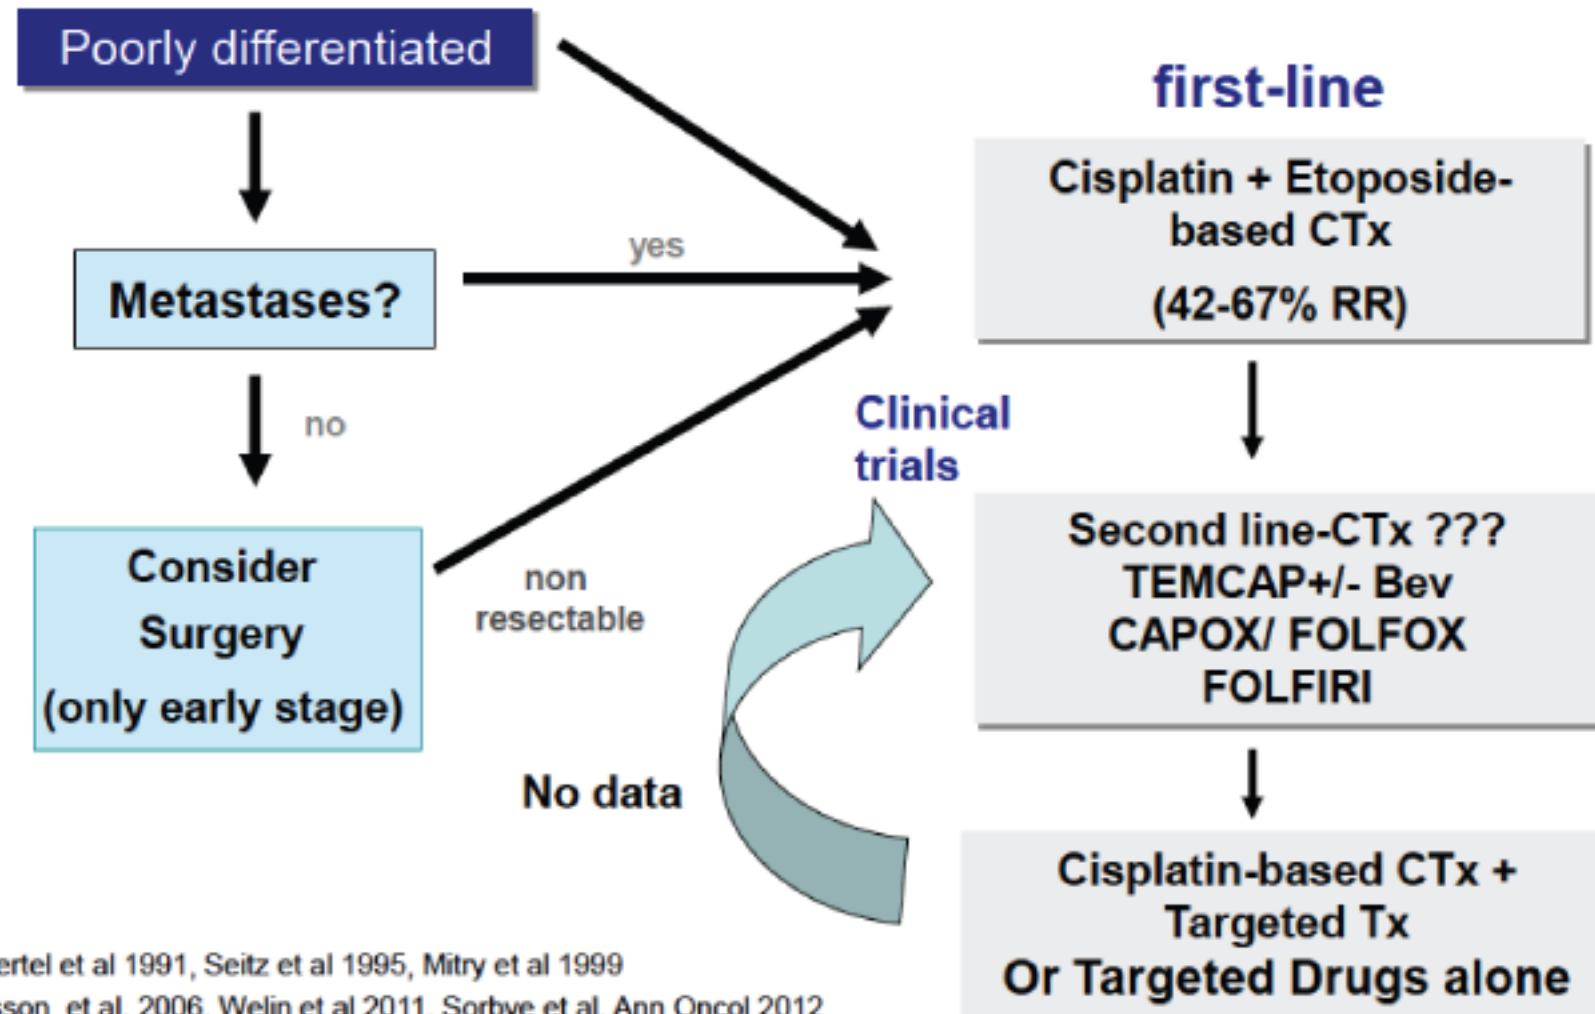 Poorly differentiated
first-line
Cisplatin + Etoposide-
based CTx
(42-67% RR)
yes
Metastases?
no
Clinical
trials
Consider
Surgery
(only early stage)
non
resectable
Second line-CTx ???
TEMCAP+/- Bev
CAPOX/ FOLFOX
FOLFIRI
No data
Cisplatin-based CTx +
Targeted Tx
Or Targeted Drugs alone
et al 1991, Seitz et al 1995, Mitry et al 1999
et al. 2006, Welin et al 2011, Sorbye et al. Ann Oncol 2012